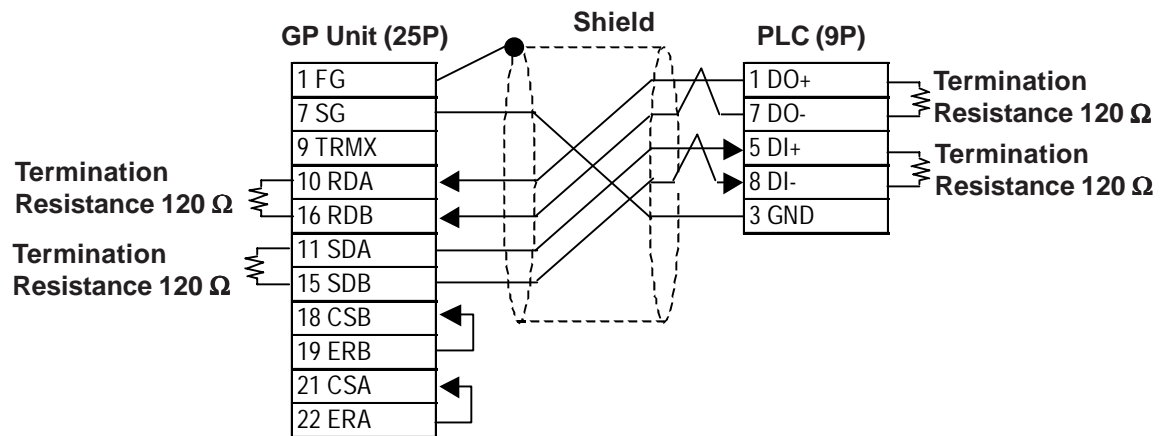 Shield
GP Unit (25P)
PLC (9P)
1 FG
7 SG
9 TRMX
10 RDA
16 RDB
11 SDA
15 SDB
18 CSB
19 ERB
21 CSA
22 ERA
Termination
Resistance 120 Ω
Termination
Resistance 120 Ω
1 DO+
7 DO-
5 DI+
8 DI-
3 GND
Termination
Resistance 120 Ω
Termination
Resistance 120 Ω